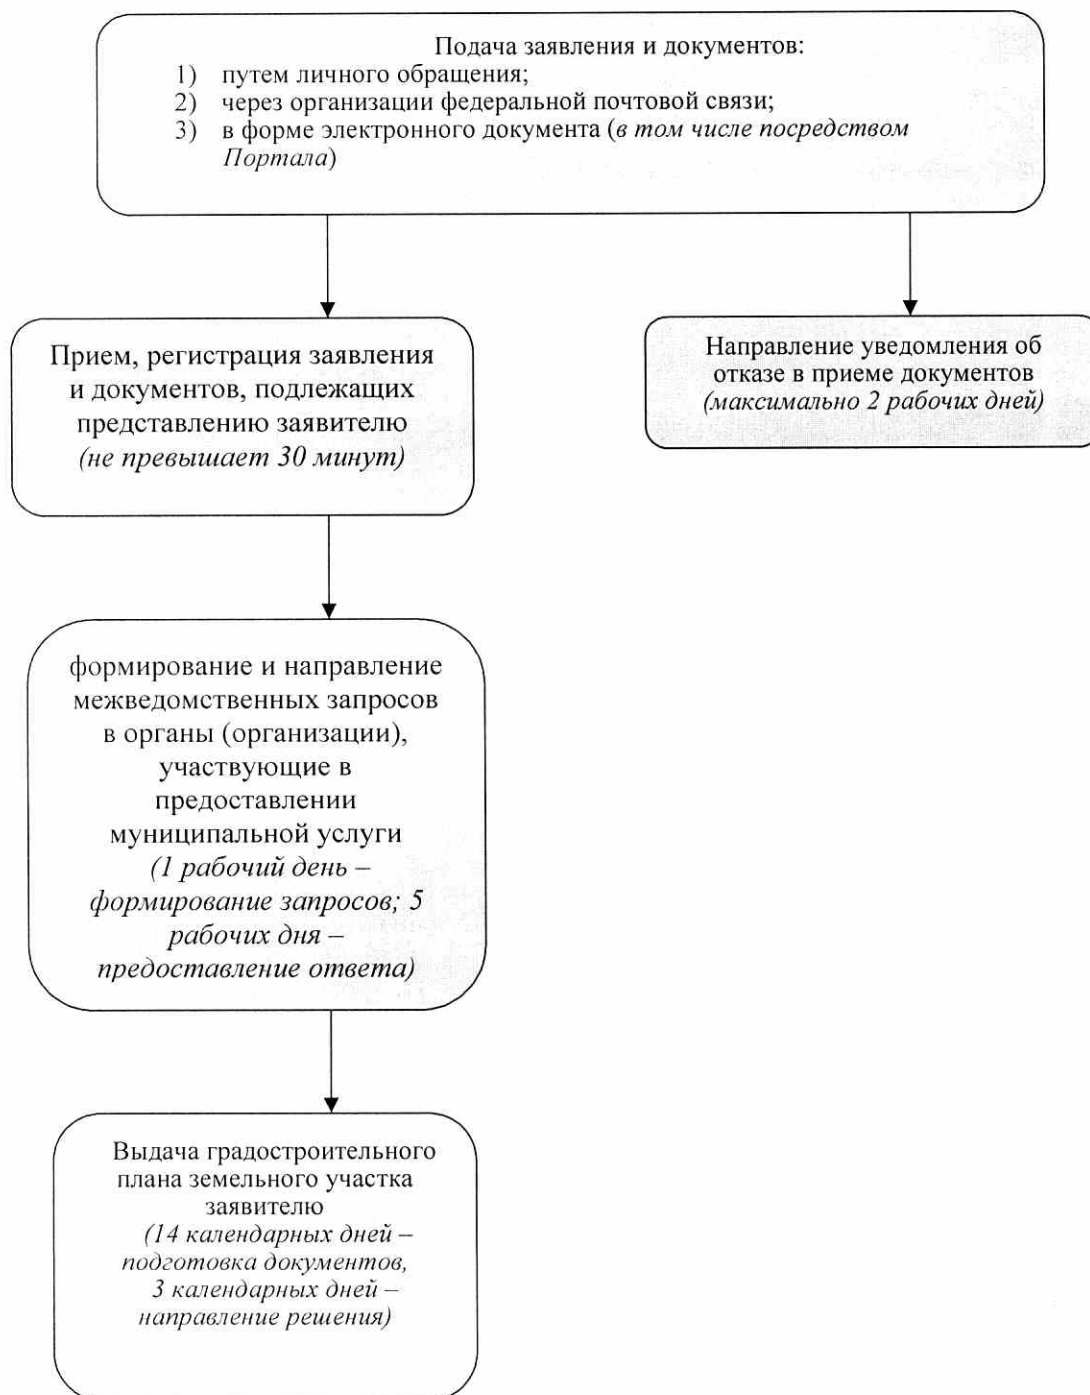 Подача заявления и документов:
1) путем личного обращения;
2) через организации федеральной почтовой связи;
3) в форме электронного документа (в том числе посредством
Портала)
Прием, регистрация заявления
и документов, подлежащих
представлению заявителю
(не превышает 30 минут)
Направление уведомления об
отказе в приеме документов
(максимально 2 рабочих дней)
формирование и направление
межведомственных запросов
в органы (организации),
участвующие в
предоставлении
муниципальной услуги
(1 рабочий день –
формирование запросов; 5
рабочих дня –
предоставление ответа)
Выдача градостроительного
плана земельного участка
заявителю
(14 календарных дней –
подготовка документов,
3 календарных дней –
направление решения)